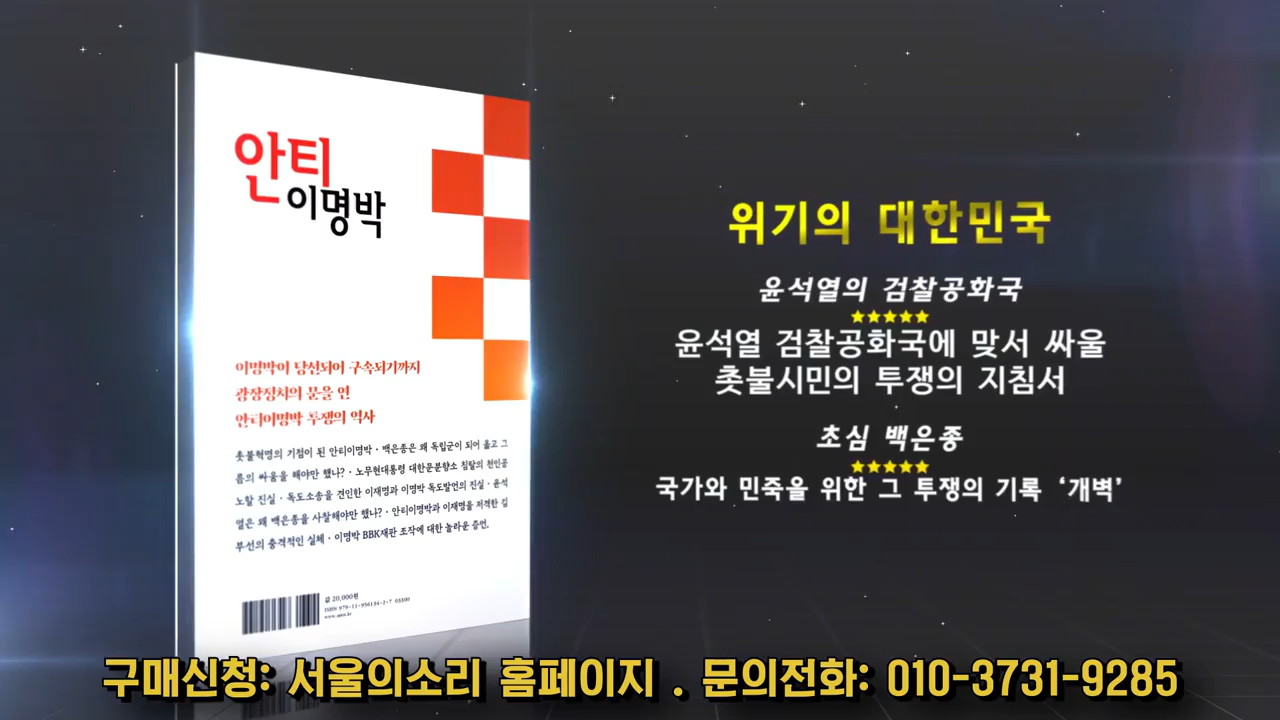 안티
이명박
이명박이 당선되어 구속되기까지
광장정치의 문을 연
안티이명박 투쟁의 역사
촛불혁명의 기점이 된 안티이명박 · 백은종은 왜 독립군이 되어 울고 그
름의 싸움을 해야만 했나? · 노무현대통령 대한문분향소 침탈의 천인공
노할 진실 · 독도소송을 견인한 이재명과 이명박 독도발언의 진실 · 윤석
열은 왜 백은종을 사찰해야만 했나? · 안티이명박과 이재명을 저격한 김
부선의 충격적인 실체 · 이명박 BBK재판 조작에 대한 놀라운 증언.
값 20,000원
ISBN 979-11-956134-2-7 03300
위기의 대한민국
윤석열의 검찰공화국
윤석열 검찰공화국에 맞서 싸울
촛불시민의 투쟁의 지침서
초심 백은종
국가와 민족을 위한 그 투쟁의 기록 ‘개벽’
구매신청: 서울의소리 홈페이지 . 문의전화: 010-3731-9285